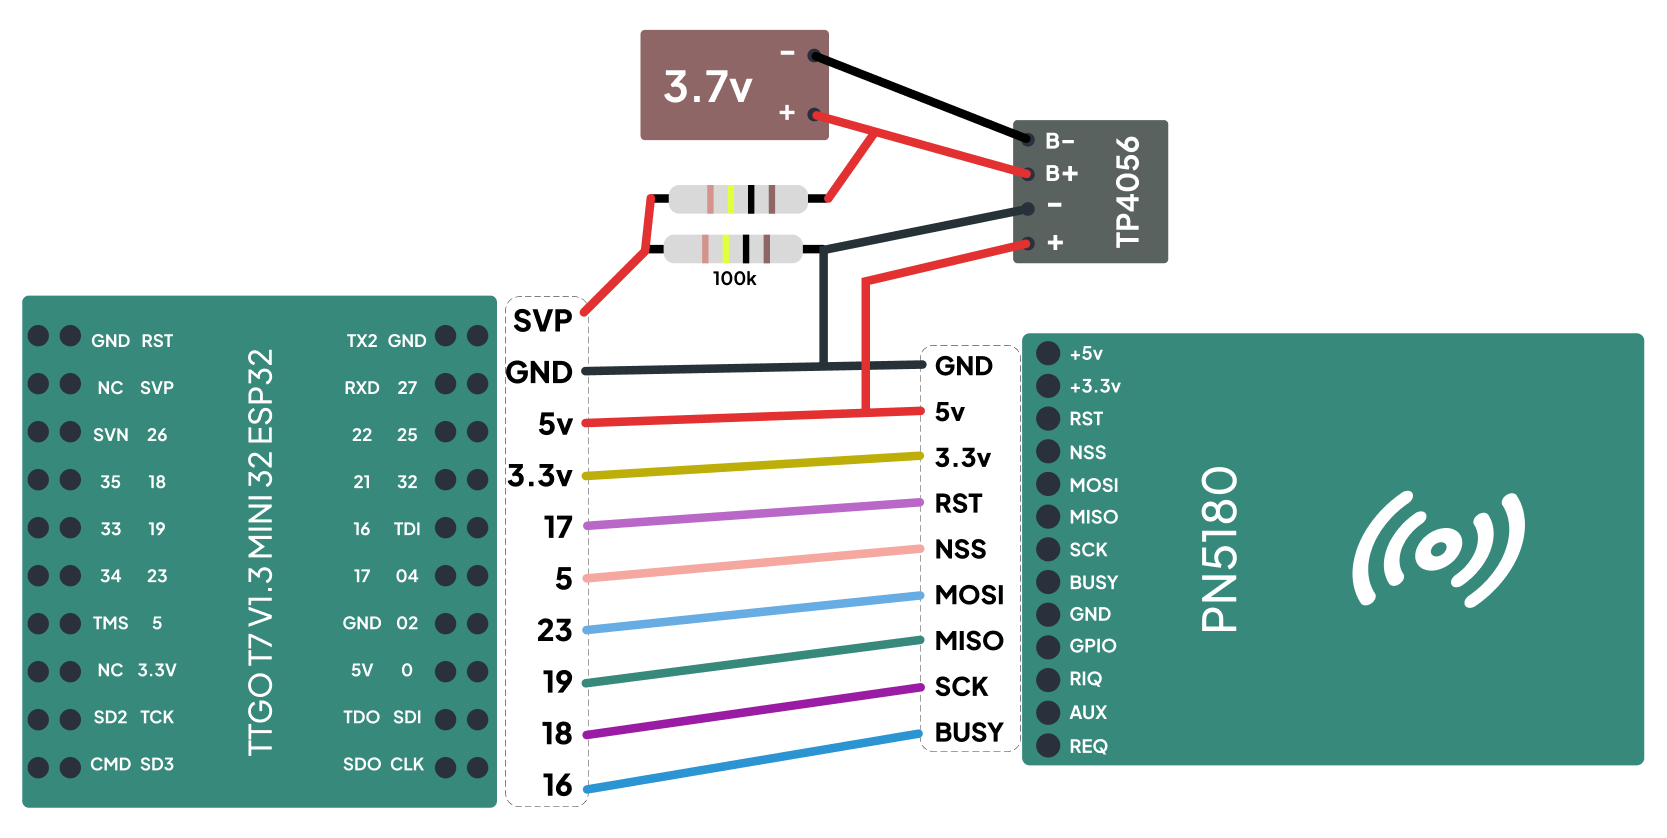 3.7v
−
+
B−
B+
−
+
TP4056
100k
TTGO T7 V1.3 MINI 32 ESP32
GND RST
NC SVP
SVN 26
35 18
33 19
34 23
TMS 5
NC 3.3V
SD2 TCK
CMD SD3
TX2 GND
RXD 27
22 25
21 32
16 TDI
17 04
GND 02
5V 0
TDO SDI
SDO CLK
SVP
GND
5v
3.3v
17
5
23
19
18
16
GND
5v
3.3v
RST
NSS
MOSI
MISO
SCK
BUSY
+5v
+3.3v
RST
NSS
MOSI
MISO
SCK
BUSY
GND
GPIO
RIQ
AUX
REQ
PN5180